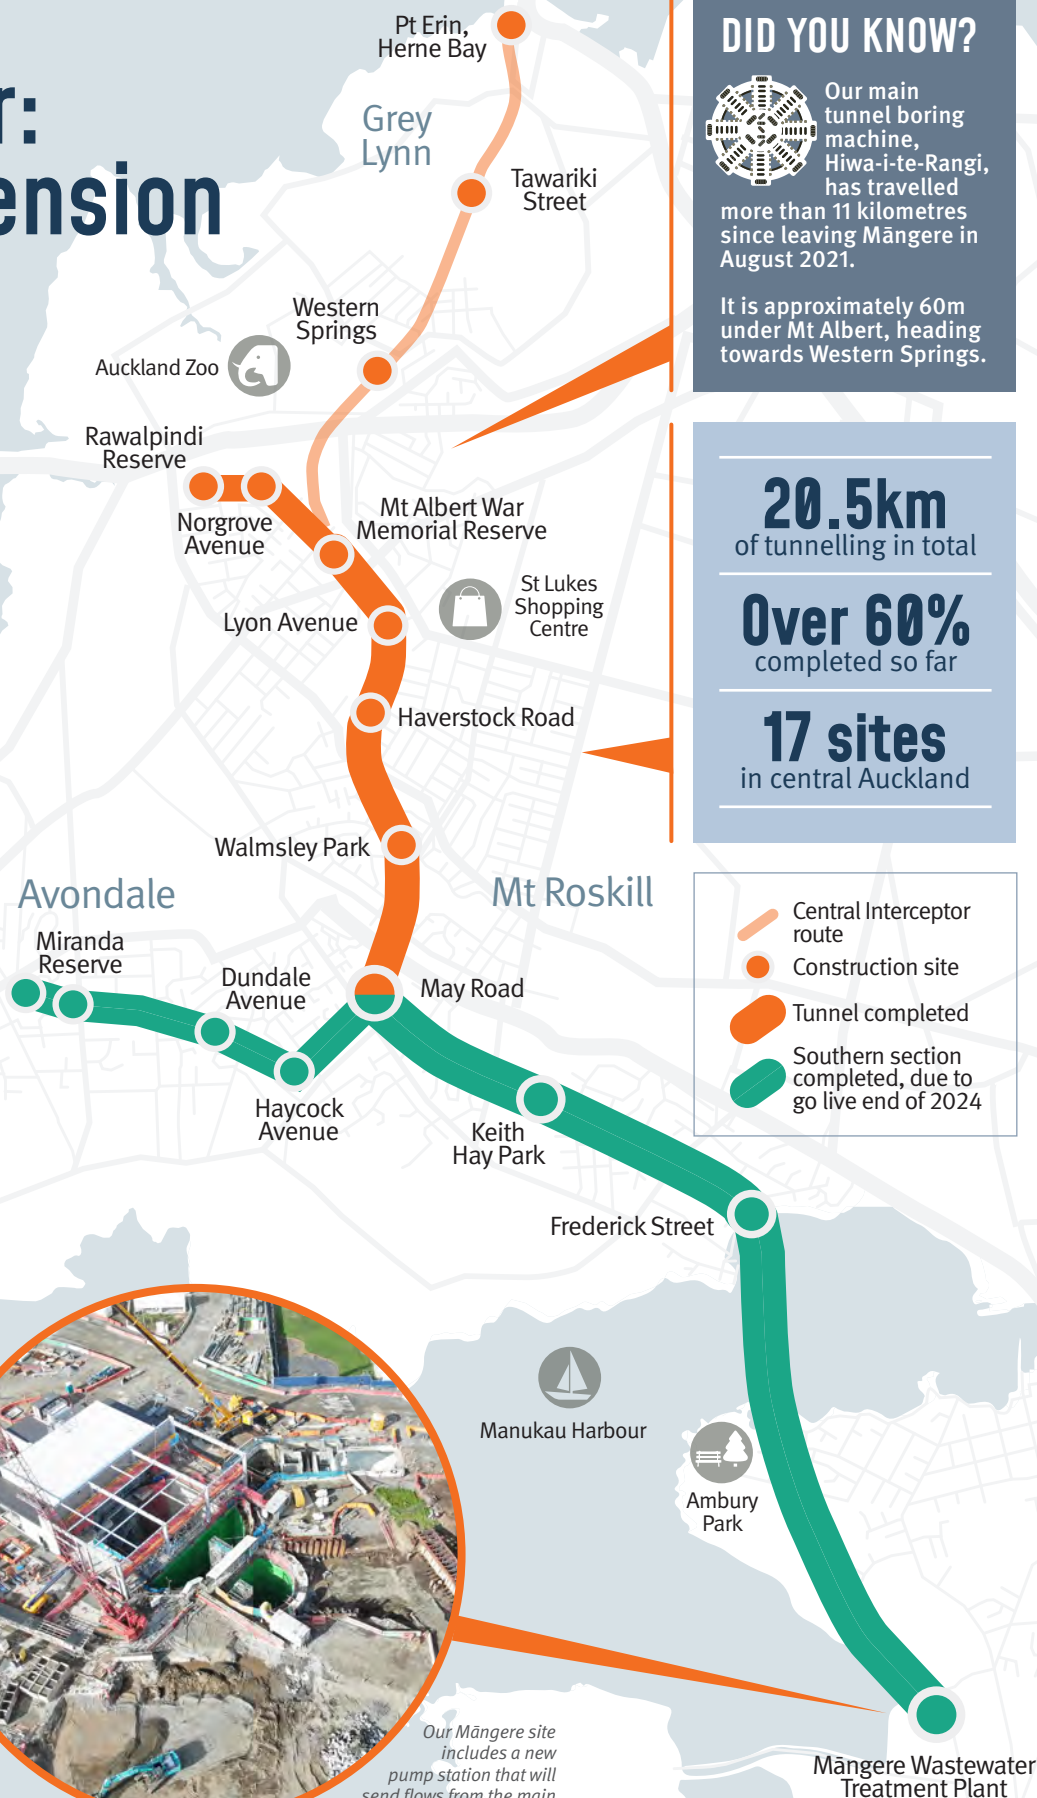 r:
ension
Pt Erin,
Herne Bay
Grey
Lynn
Tawariki
Street
Western
Springs
Auckland Zoo
Rawalpindi
Reserve
Norgrove
Avenue
Mt Albert War
Memorial Reserve
Lyon Avenue
St Lukes
Shopping
Centre
Haverstock Road
Walmsley Park
Avondale
Mt Roskill
Miranda
Reserve
Dundale
Avenue
May Road
Haycock
Avenue
Keith
Hay Park
Frederick Street
Manukau Harbour
Ambury
Park
Māngere Wastewater
Treatment Plant
DID YOU KNOW?
Our main
tunnel boring
machine,
Hiwa-i-te-Rangi,
has travelled
more than 11 kilometres
since leaving Māngere in
August 2021.
It is approximately 60m
under Mt Albert, heading
towards Western Springs.
20.5km
of tunnelling in total
Over 60%
completed so far
17 sites
in central Auckland
Central Interceptor
route
Construction site
Tunnel completed
Southern section
completed, due to
go live end of 2024
Our Māngere site
includes a new
pump station that will
send flows from the main